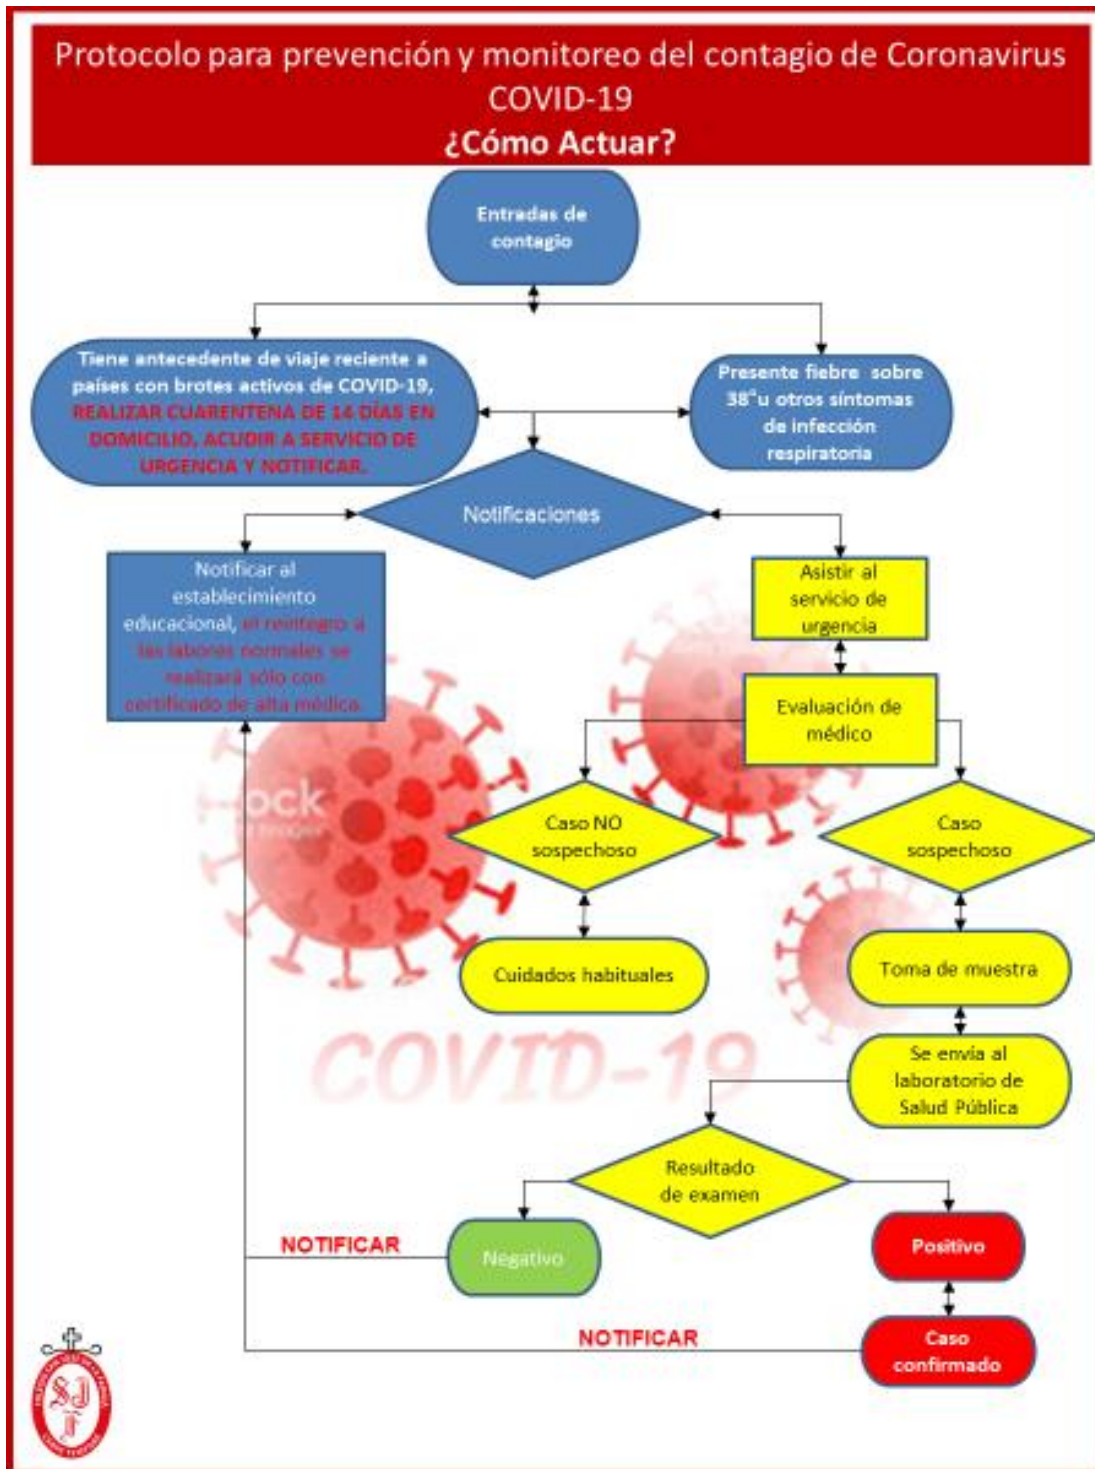 Protocolo para prevención y monitoreo del contagio de Coronavirus
COVID-19
¿Cómo Actuar?
Entradas de
contagio
Tiene antecedente de viaje reciente a
países con brotes activos de COVID-19,
REALIZAR CUARENTENA DE 14 DÍAS EN
DOMICILIO, ACUDIR A SERVICIO DE
URGENCIA Y NOTIFICAR.
Presente fiebre sobre
38°u otros síntomas
de infección
respiratoria
Notificaciones
Notificar al
establecimiento
educacional, el reintegro a
las labores normales se
realizará sólo con
certificado de alta médica.
Asistir al
servicio de
urgencia
Evaluación de
médico
ock
Caso NO
sospechoso
Caso
sospechoso
Cuidados habituales
Toma de muestra
COVID-19
Se envía al
laboratorio de
Salud Pública
Resultado
de examen
NOTIFICAR
Negativo
Positivo
NOTIFICAR
Caso
confirmado